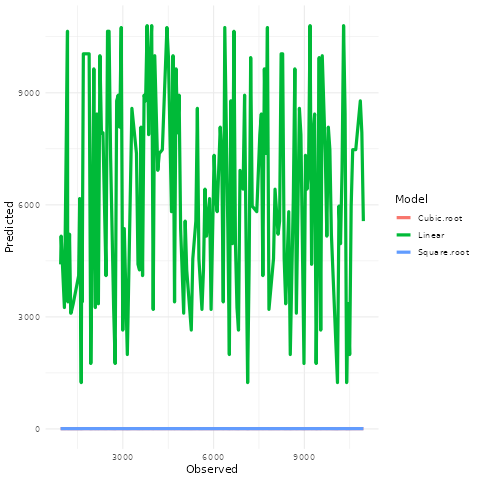 9000
6000
3000
0
Predicted
3000
6000
9000
Observed
Model
Cubic.root
Linear
Square.root